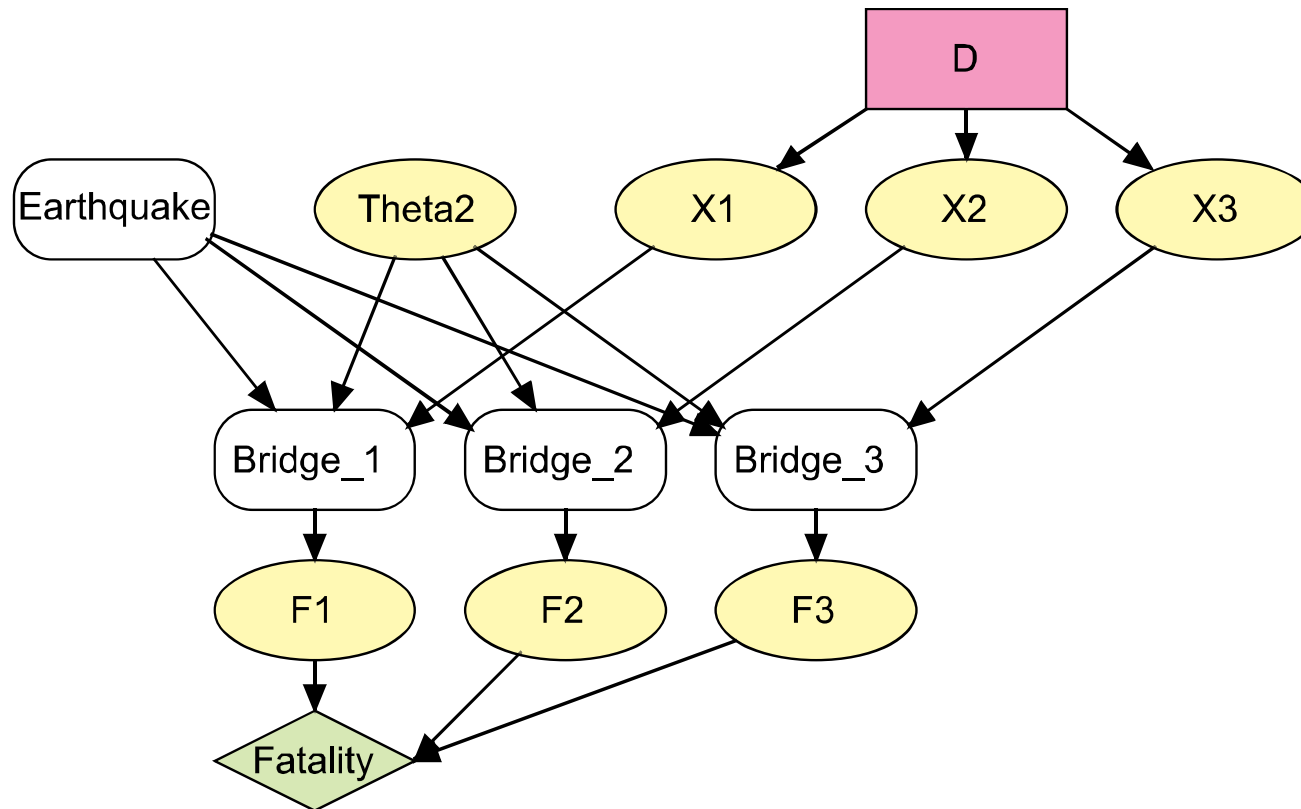 D
Earthquake
Theta2
X1
X2
X3
Bridge_1
Bridge_2
Bridge_3
F1
F2
F3
Fatality